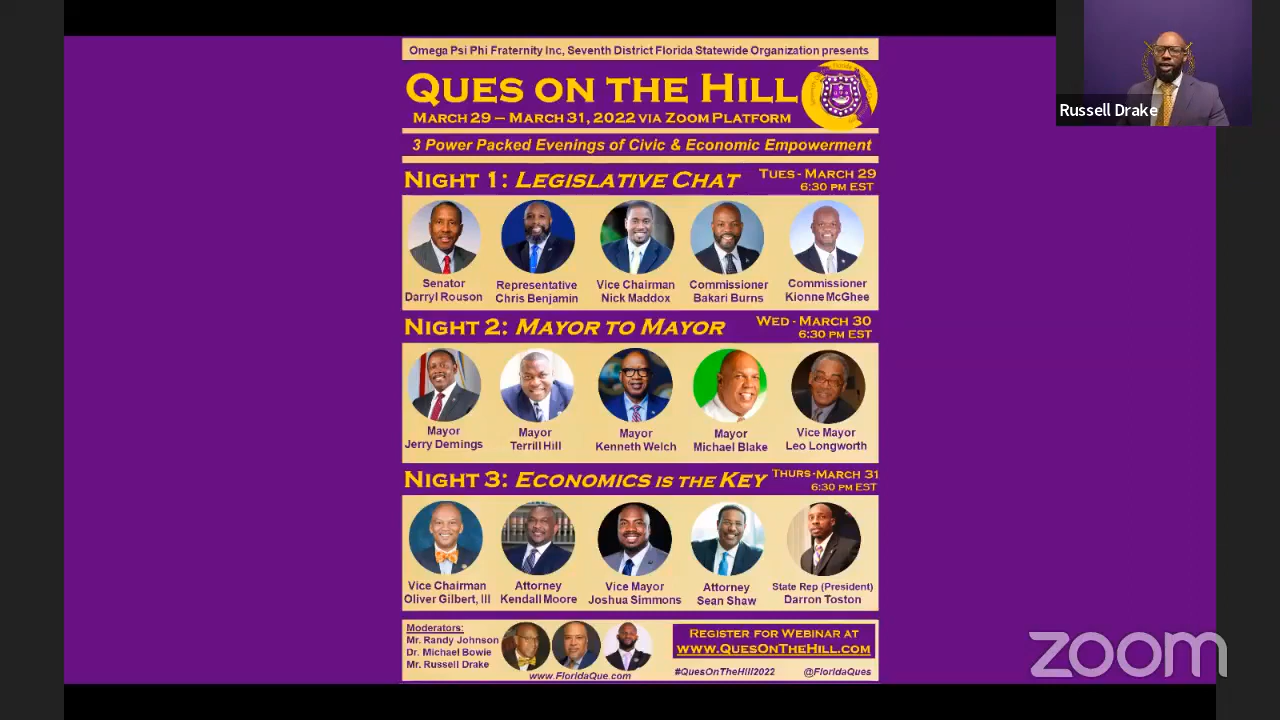 Omega Psi Phi Fraternity Inc, Seventh District Florida Statewide Organization presents
QUES ON THE HILL
MARCH 29 – MARCH 31, 2022 VIA ZOOM PLATFORM
3 Power Packed Evenings of Civic & Economic Empowerment
Russell Drake
NIGHT 1: LEGISLATIVE CHAT
TUES - MARCH 29
6:30 PM EST
Senator
Darryl Rouson
Representative
Chris Benjamin
Vice Chairman
Nick Maddox
Commissioner
Bakari Burns
Commissioner
Kionne McGhee
NIGHT 2: MAYOR TO MAYOR
WED - MARCH 30
6:30 PM EST
Mayor
Jerry Demings
Mayor
Terrill Hill
Mayor
Kenneth Welch
Mayor
Michael Blake
Vice Mayor
Leo Longworth
NIGHT 3: ECONOMICS IS THE KEY
THURS -MARCH 31
6:30 PM EST
Vice Chairman
Oliver Gilbert, III
Attorney
Kendall Moore
Vice Mayor
Joshua Simmons
Attorney
Sean Shaw
State Rep (President)
Darron Toston
Moderators:
Mr. Randy Johnson
Dr. Michael Bowie
Mr. Russell Drake
www.FloridaQue.com
REGISTER FOR WEBINAR AT
WWW.QUESONTHEHILL.COM
#QuesOnTheHill2022
@FloridaQues
zoom